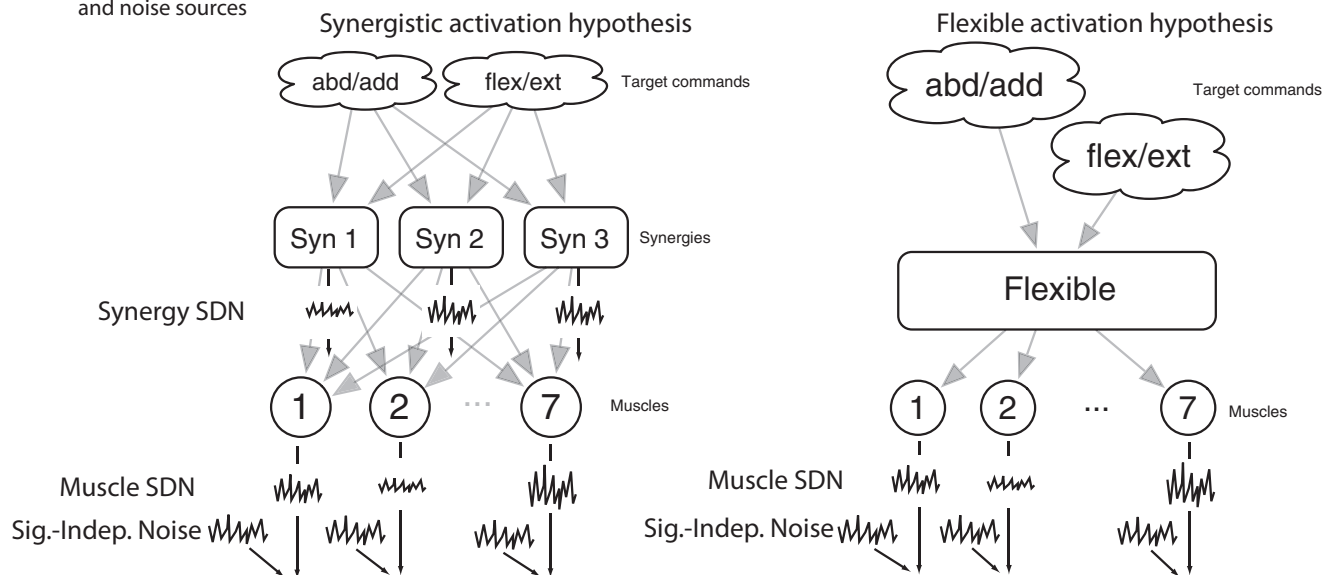 and noise sources
Synergistic activation hypothesis
abd/add
flex/ext
Target commands
Syn 1
Syn 2
Syn 3
Synergies
Synergy SDN
1
2
...
7
Muscles
Muscle SDN
Sig.-Indep. Noise
Flexible activation hypothesis
abd/add
Target commands
flex/ext
Flexible
1
2
...
7
Muscles
Muscle SDN
Sig.-Indep. Noise